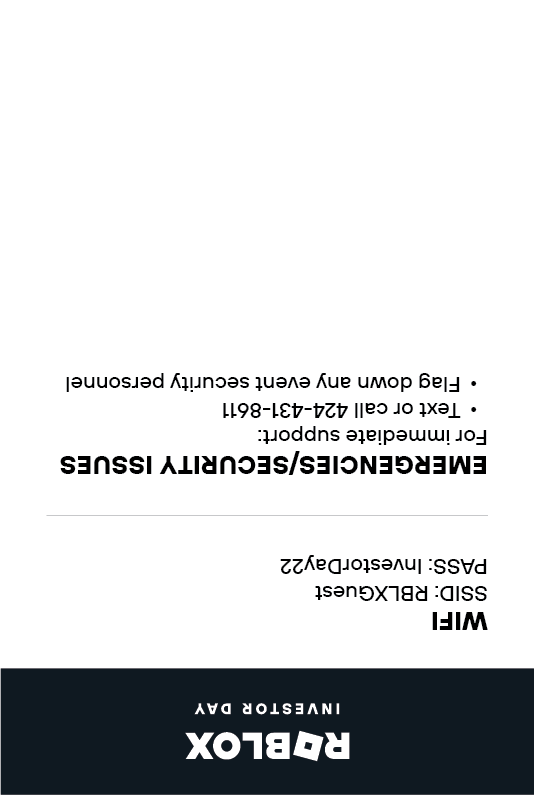 ROBLOX
INVESTOR DAY
WIFI
SSID: RBLXGuest
PASS: InvestorDay22
EMERGENCIES/SECURITY ISSUES
For immediate support:
• Text or call 424-431-8611
• Flag down any event security personnel